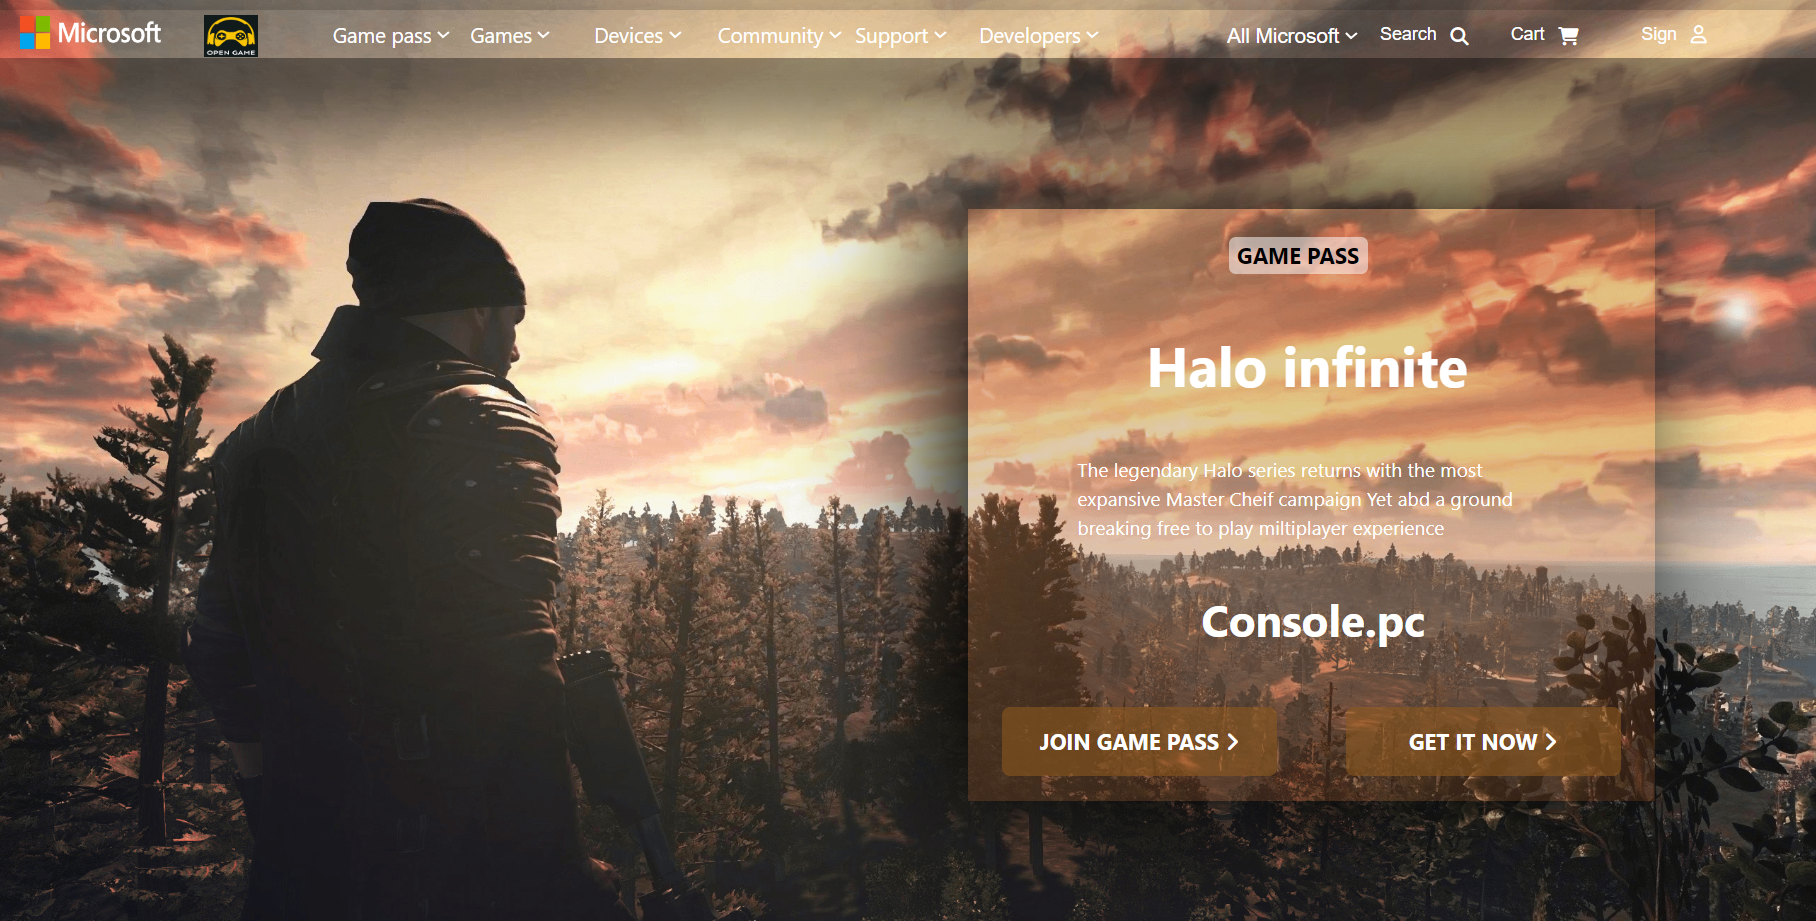 Microsoft
OPEN GAME
Game pass
Games
Devices
Community
Support
Developers
All Microsoft
Search
Cart
Sign
GAME PASS
Halo infinite
The legendary Halo series returns with the most
expansive Master Cheif campaign Yet abd a ground
breaking free to play miltiplayer experience
Console.pc
JOIN GAME PASS
GET IT NOW